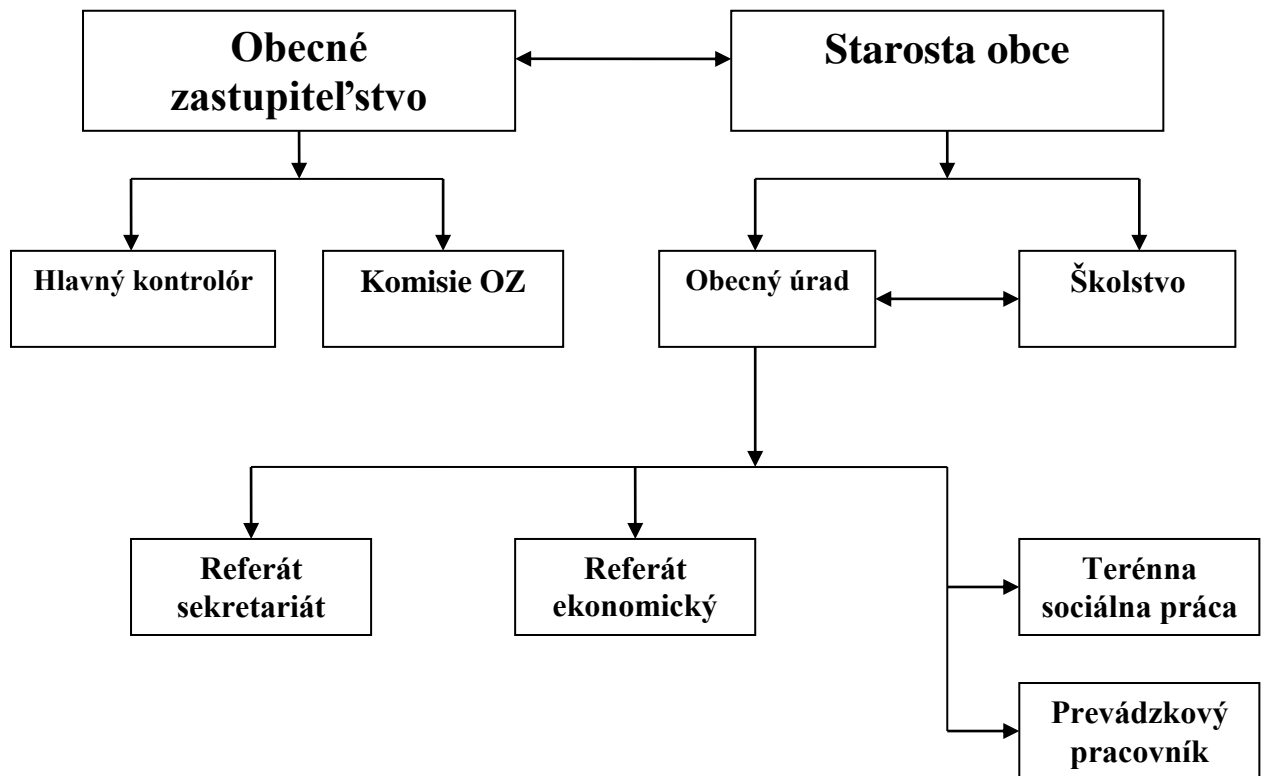 Obecné
zastupiteľstvo
Starosta obce
Hlavný kontrolór
Komisie OZ
Obecný úrad
Školstvo
Referát
sekretariát
Referát
ekonomický
Terénna
sociálna práca
Prevádzkový
pracovník